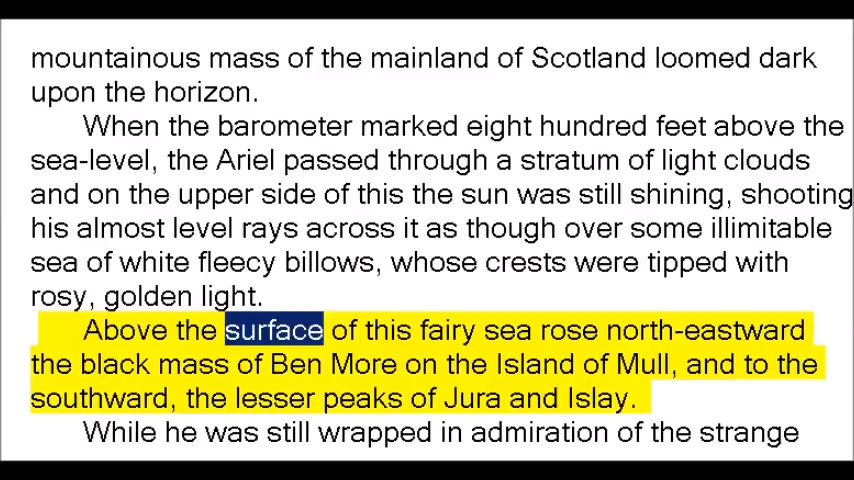 mountainous mass of the mainland of Scotland loomed dark
upon the horizon.
When the barometer marked eight hundred feet above the
sea-level, the Ariel passed through a stratum of light clouds
and on the upper side of this the sun was still shining, shooting
his almost level rays across it as though over some illimitable
sea of white fleecy billows, whose crests were tipped with
rosy, golden light.
Above the surface of this fairy sea rose north-eastward
the black mass of Ben More on the Island of Mull, and to the
southward, the lesser peaks of Jura and Islay.
While he was still wrapped in admiration of the strange